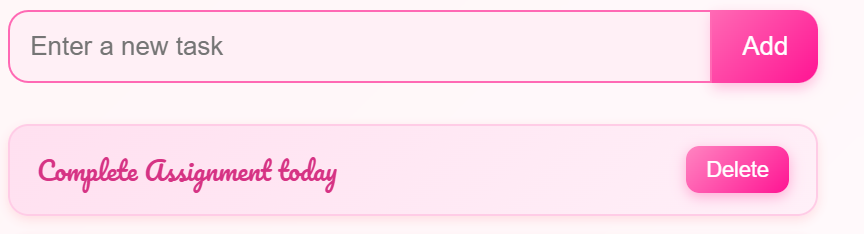 Enter a new task
Add
Complete Assignment today
Delete